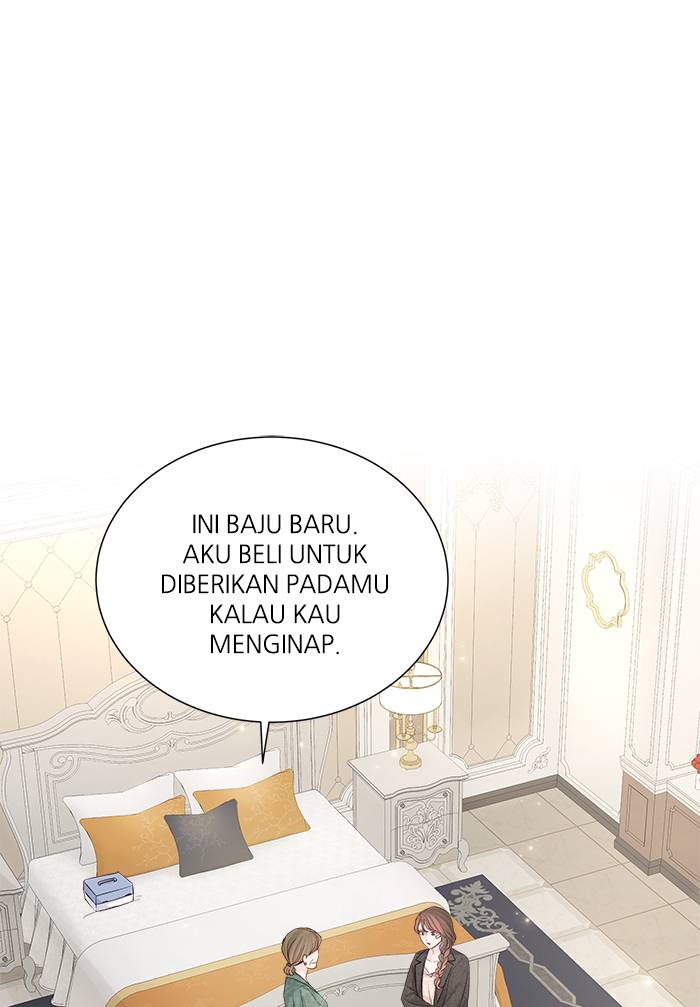 INI BAJU BARU.
AKU BELI UNTUK
DIBERIKAN PADAMU
KALAU KAU
MENGINAP.